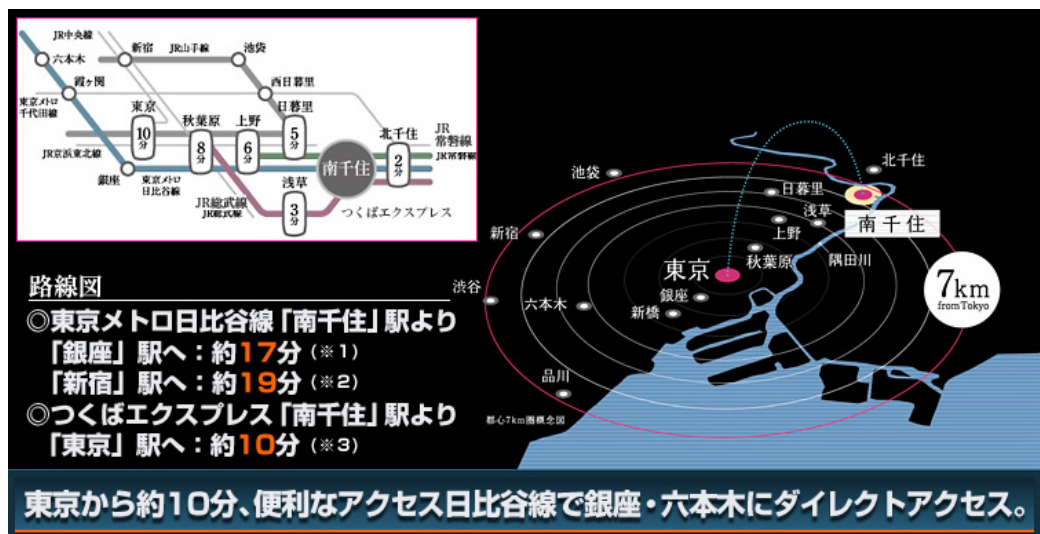 JR中央線
新宿
JR山手線
池袋
六本木
霞ヶ関
西日暮里
東京メトロ
千代田線
東京
秋葉原
上野
日暮里
北千住
JR
常磐線
10分
8分
6分
5分
2分
JR京浜東北線
JR常磐線
南千住
銀座
東京メトロ
日比谷線
浅草
3分
JR総武線
JR総武線
つくばエクスプレス
池袋
北千住
日暮里
浅草
南千住
新宿
上野
秋葉原
隅田川
東京
渋谷
銀座
六本木
新橋
7km
from Tokyo
品川
都心7km圏概念図
路線図
◎東京メトロ日比谷線「南千住」駅より
「銀座」駅へ：約17分(※1)
「新宿」駅へ：約19分(※2)
◎つくばエクスプレス「南千住」駅より
「東京」駅へ：約10分(※3)
東京から約10分、便利なアクセス日比谷線で銀座・六本木にダイレクトアクセス。